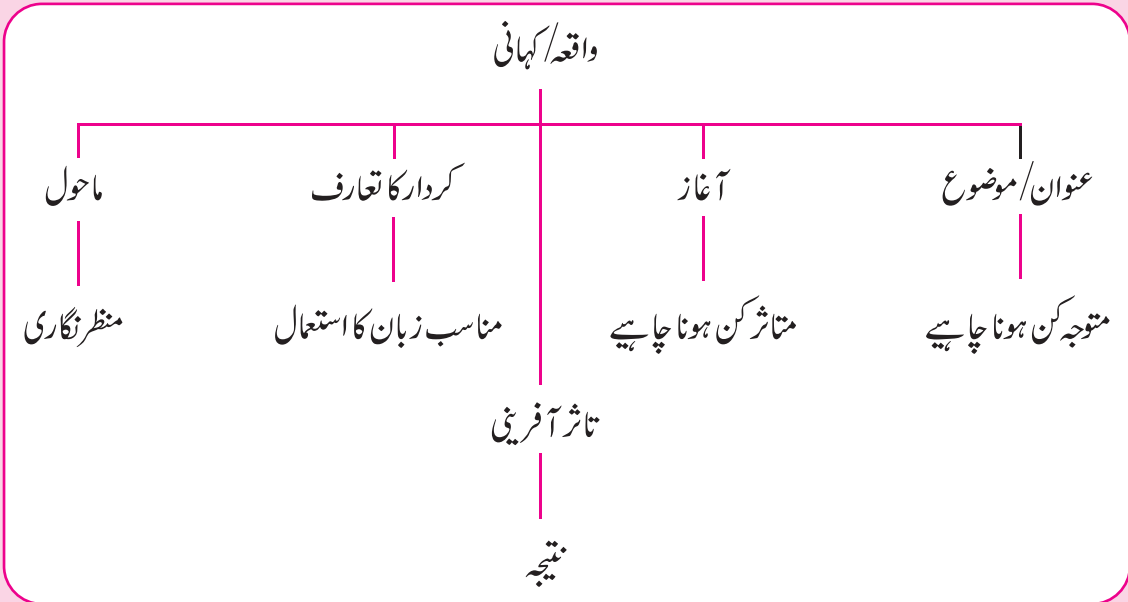 واقعہ/کہانی
عنوان/موضوع آغاز کردار کا تعارف ماحول
متوجہ کن ہونا چاہیے متاثر کن ہونا چاہیے مناسب زبان کا استعمال منظر نگاری
تاثر آفرینی
نتیجہ